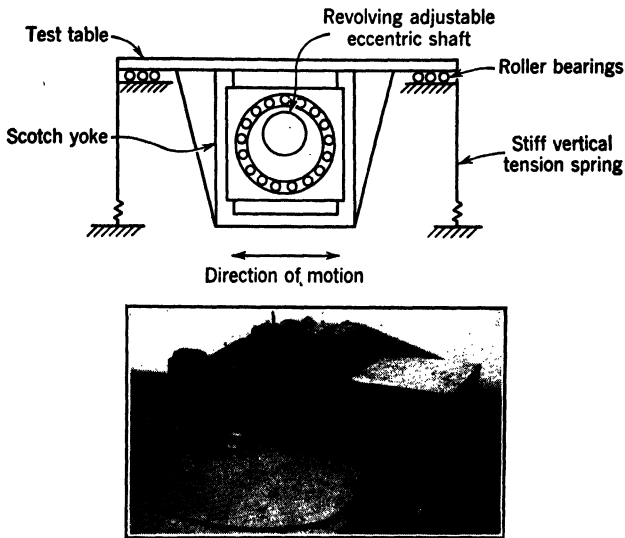 Revolving adjustable
eccentric shaft
Test table
Roller bearings
Scotch yoke
Stiff vertical
tension spring
Direction of motion